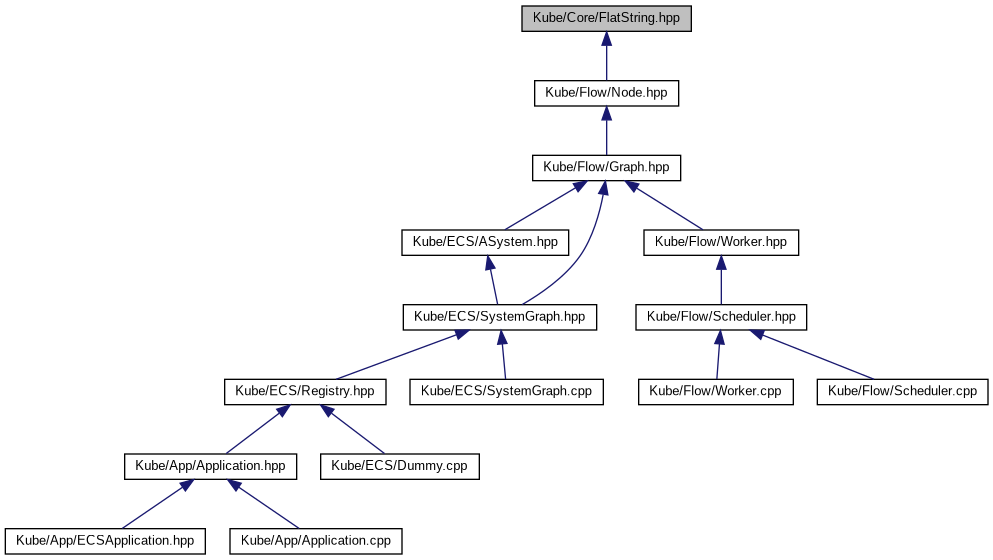 Kube/Core/FlatString.hpp
Kube/Flow/Node.hpp
Kube/Flow/Graph.hpp
Kube/ECS/ASystem.hpp
Kube/Flow/Worker.hpp
Kube/ECS/SystemGraph.hpp
Kube/Flow/Scheduler.hpp
Kube/ECS/Registry.hpp
Kube/ECS/SystemGraph.cpp
Kube/Flow/Worker.cpp
Kube/Flow/Scheduler.cpp
Kube/App/Application.hpp
Kube/ECS/Dummy.cpp
Kube/App/ECSApplication.hpp
Kube/App/Application.cpp